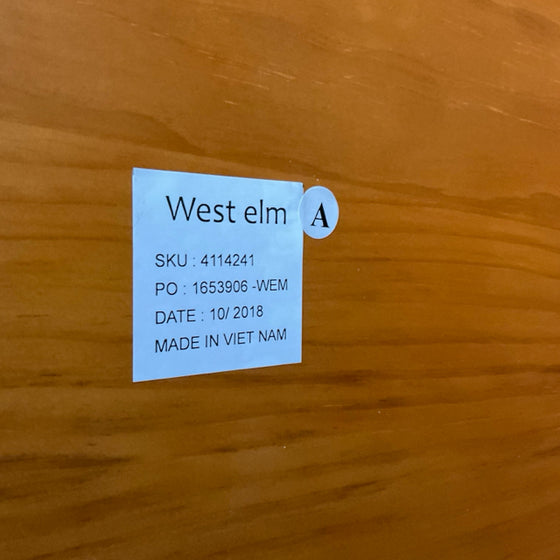 West elm
A
SKU : 4114241
PO : 1653906 -WEM
DATE : 10/ 2018
MADE IN VIET NAM